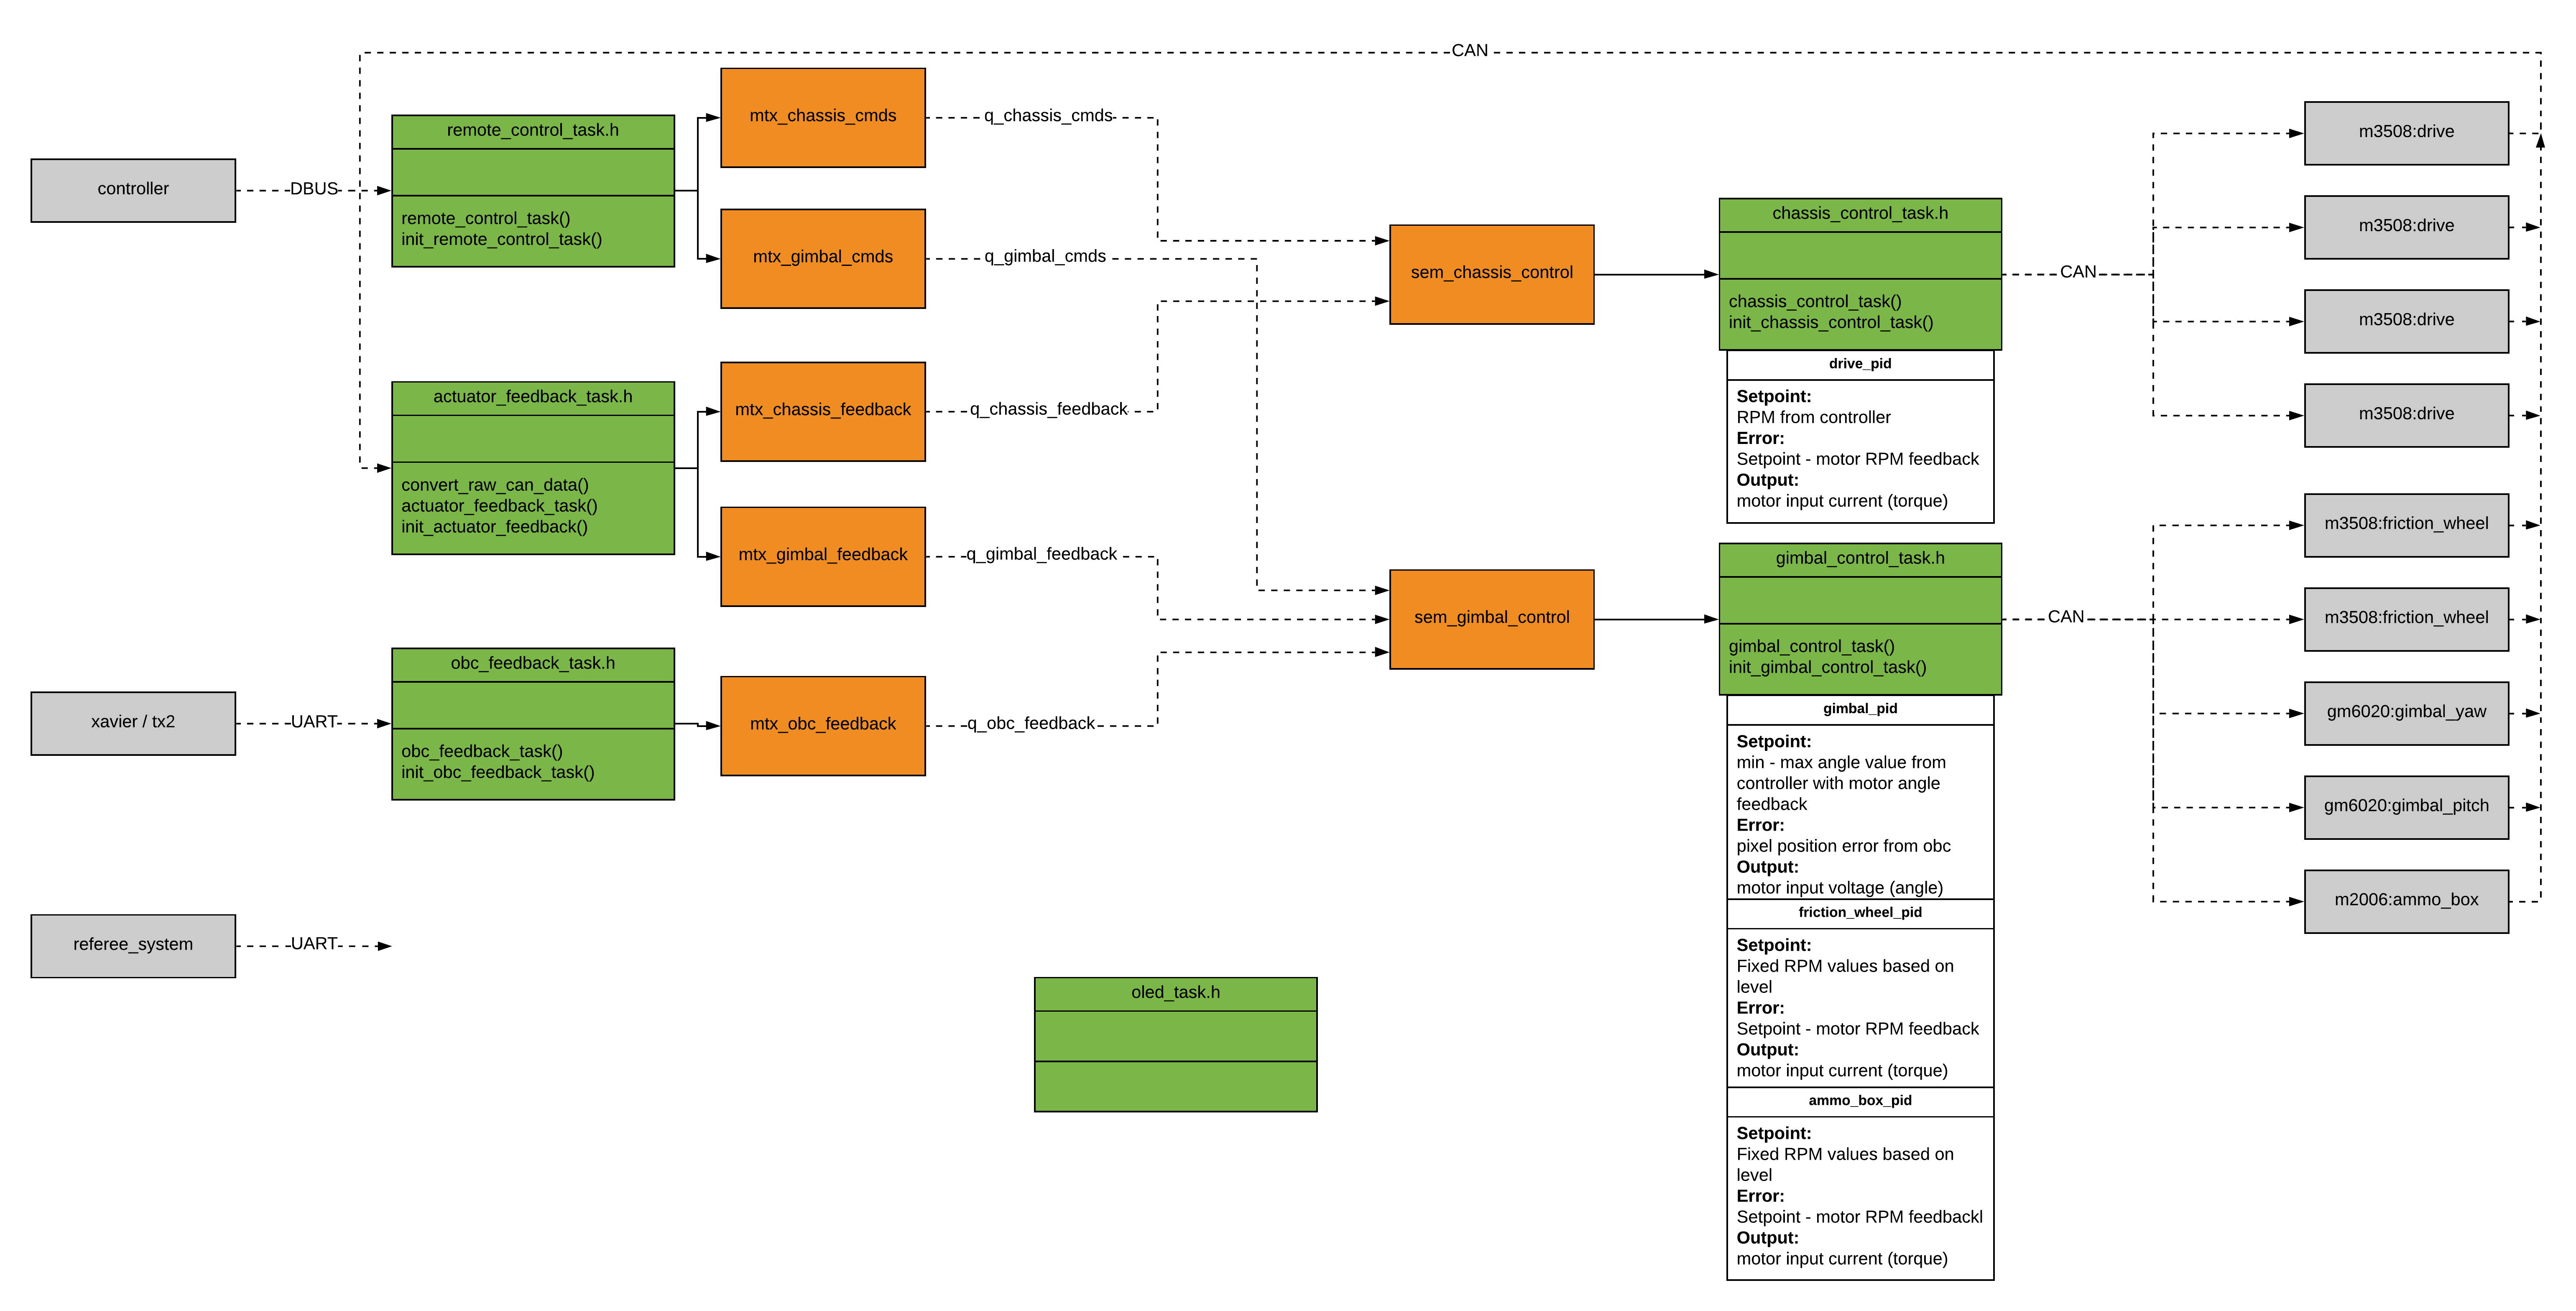 CAN
controller
DBUS
remote_control_task.h
remote_control_task()
init_remote_control_task()
mtx_chassis_cmds
q_chassis_cmds
mtx_gimbal_cmds
q_gimbal_cmds
actuator_feedback_task.h
convert_raw_can_data()
actuator_feedback_task()
init_actuator_feedback()
mtx_chassis_feedback
q_chassis_feedback
mtx_gimbal_feedback
q_gimbal_feedback
xavier / tx2
UART
obc_feedback_task.h
obc_feedback_task()
init_obc_feedback_task()
mtx_obc_feedback
q_obc_feedback
referee_system
UART
oled_task.h
sem_chassis_control
chassis_control_task.h
chassis_control_task()
init_chassis_control_task()
drive_pid
Setpoint:
RPM from controller
Error:
Setpoint - motor RPM feedback
Output:
motor input current (torque)
CAN
sem_gimbal_control
gimbal_control_task.h
gimbal_control_task()
init_gimbal_control_task()
gimbal_pid
Setpoint:
min - max angle value from
controller with motor angle
feedback
Error:
pixel position error from obc
Output:
motor input voltage (angle)
friction_wheel_pid
Setpoint:
Fixed RPM values based on
level
Error:
Setpoint - motor RPM feedback
Output:
motor input current (torque)
ammo_box_pid
Setpoint:
Fixed RPM values based on
level
Error:
Setpoint - motor RPM feedbackl
Output:
motor input current (torque)
CAN
m3508:drive
m3508:drive
m3508:drive
m3508:drive
m3508:friction_wheel
m3508:friction_wheel
gm6020:gimbal_yaw
gm6020:gimbal_pitch
m2006:ammo_box